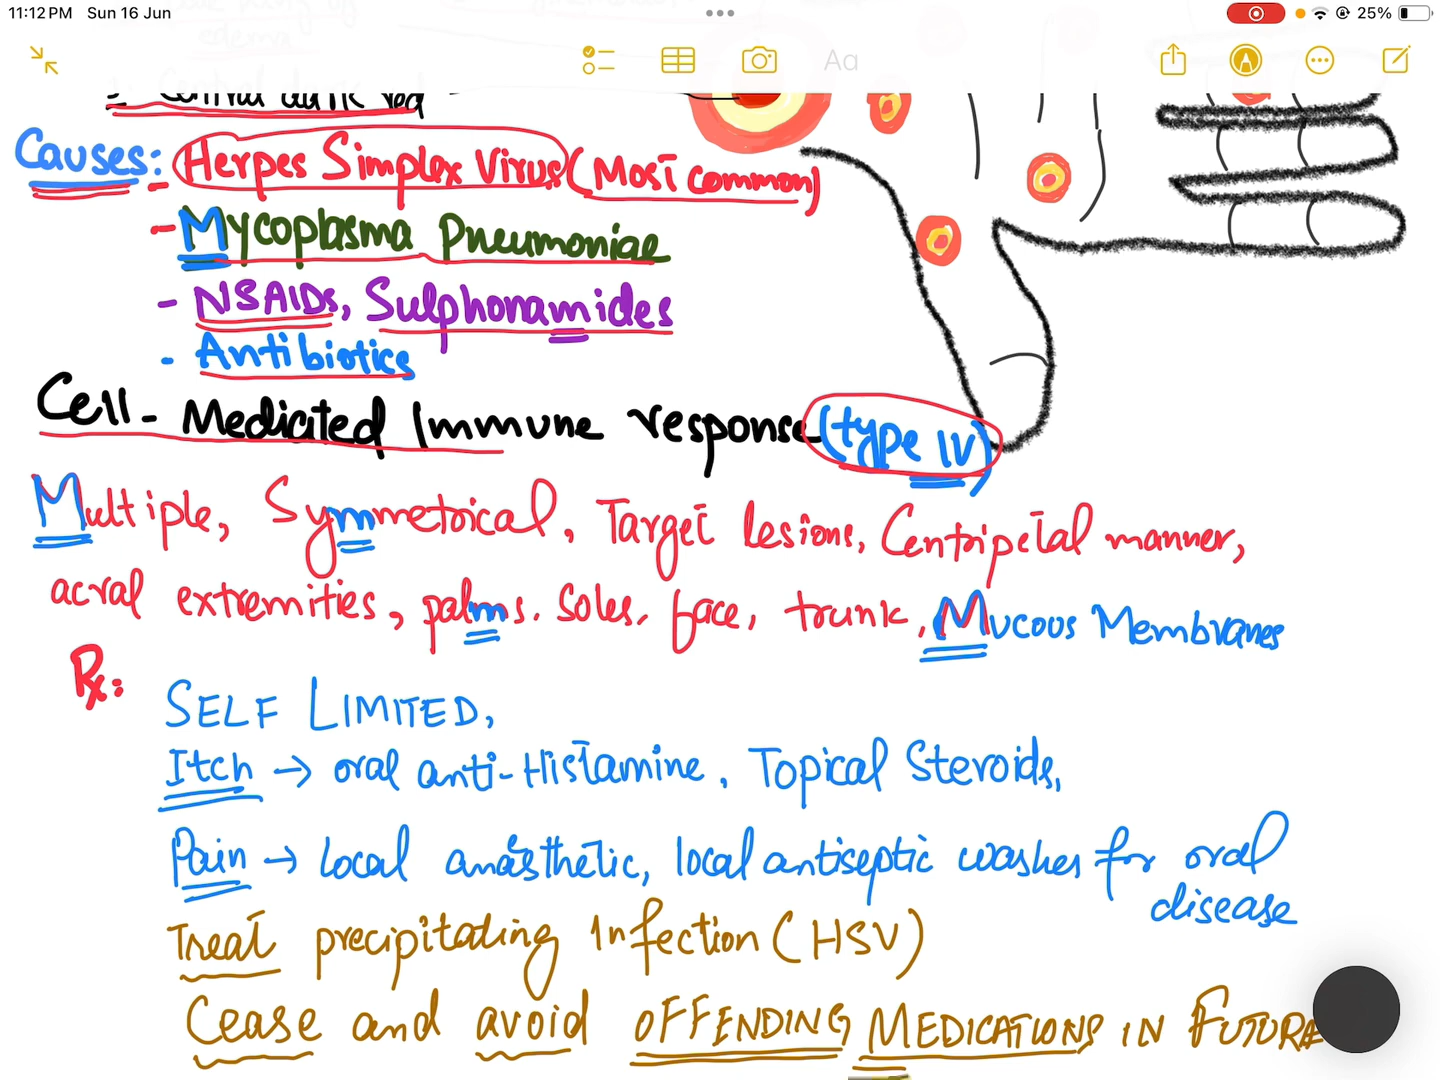 11:12 PM Sun 16 Jun
25%
Aa
edema
Causes:
- Herpes Simplex Virus (Most common)
- Mycoplasma Pneumoniae
- NSAIDs, Sulphonamides
- Antibiotics
Cell-Mediated Immune response (type IV)
Multiple, Symmetrical, Target lesions, Centripetal manner,
acral extremities, palms, Soles, face, trunk, Mucous Membranes
Rx:
SELF LIMITED,
Itch → oral anti-Histamine, Topical Steroids,
Pain → Local anaesthetic, local antiseptic washes for oral
disease
Treat precipitating Infection (HSV)
Cease and avoid OFFENDING MEDICATIONS IN FUTURE